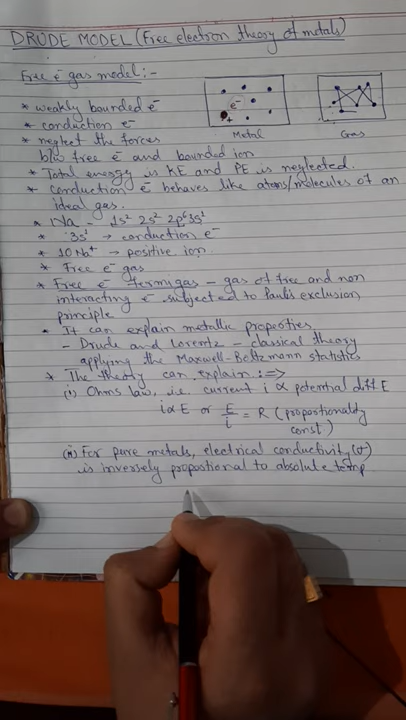 DRUDE MODEL (Free electron theory of metals)
Free e⁻ gas model:-
e⁻
+
Metal
Gas
* weakly bounded e⁻
* conduction e⁻
* neglect the forces
b/w free e⁻ and bounded ion
* Total energy is KE and PE is neglected.
* conduction e⁻ behaves like atoms/molecules of an
ideal gas.
* Na - 1s² 2s² 2p⁶ 3s¹
* 3s¹ → conduction e⁻
* 10 Na⁺ → positive ion.
* Free e⁻ gas
* Free e⁻ fermigas - gas of free and non
interacting e⁻ subjected to Pauli's exclusion
principle
* It can explain metallic properties
- Drude and Lorentz - classical theory
applying the Maxwell-Boltzmann statistics
* The theory can explain :=>
(i) Ohms law, i.e. current i ∝ potential diff E
i ∝ E or E/i = R (proportionality
const)
(ii) For pure metals, electrical conductivity (σ)
is inversely propotional to absolute temp